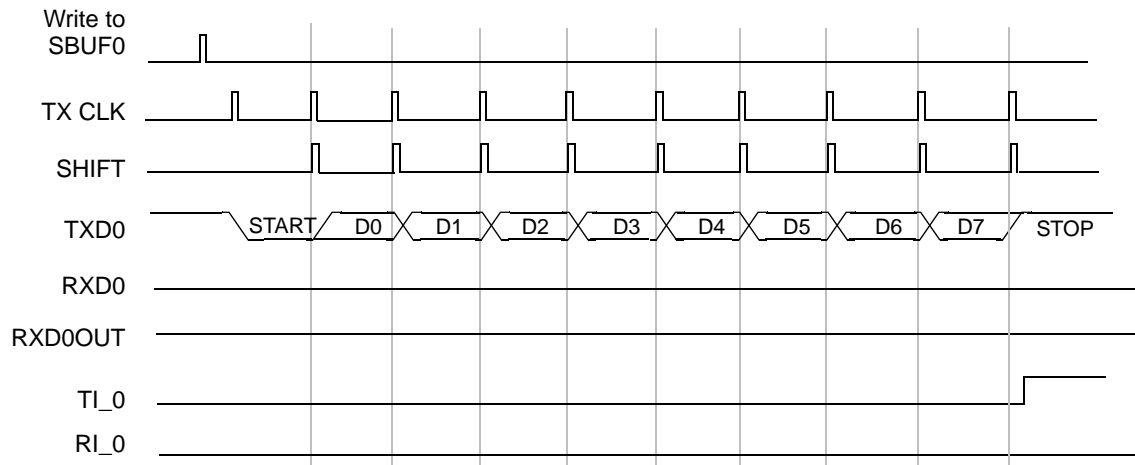 Write to
SBUF0
TX CLK
SHIFT
TXD0 START D0 D1 D2 D3 D4 D5 D6 D7 STOP
RXD0
RXD0OUT
TI_0
RI_0